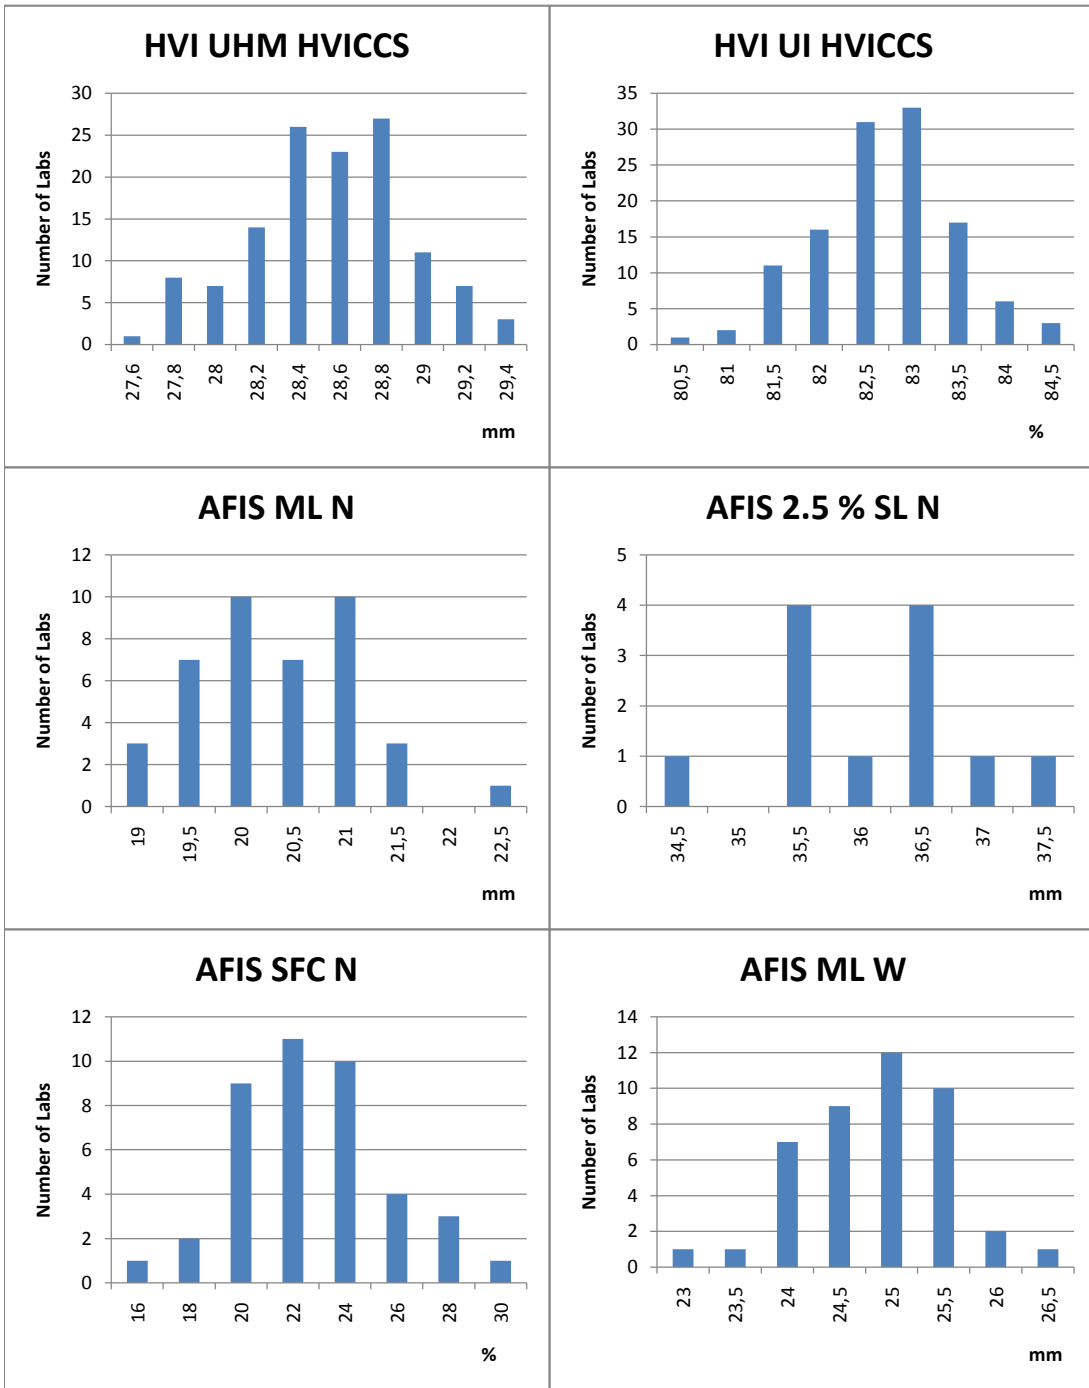 HVI UHM HVICCS
Number of Labs
30
25
20
15
10
5
0
27,6 27,8 28 28,2 28,4 28,6 28,8 29 29,2 29,4
mm
HVI UI HVICCS
Number of Labs
35
30
25
20
15
10
5
0
80,5 81 81,5 82 82,5 83 83,5 84 84,5
%
AFIS ML N
Number of Labs
12
10
8
6
4
2
0
19 19,5 20 20,5 21 21,5 22 22,5
mm
AFIS 2.5 % SL N
Number of Labs
5
4
3
2
1
0
34,5 35 35,5 36 36,5 37 37,5
mm
AFIS SFC N
Number of Labs
12
10
8
6
4
2
0
16 18 20 22 24 26 28 30
%
AFIS ML W
Number of Labs
14
12
10
8
6
4
2
0
23 23,5 24 24,5 25 25,5 26 26,5
mm